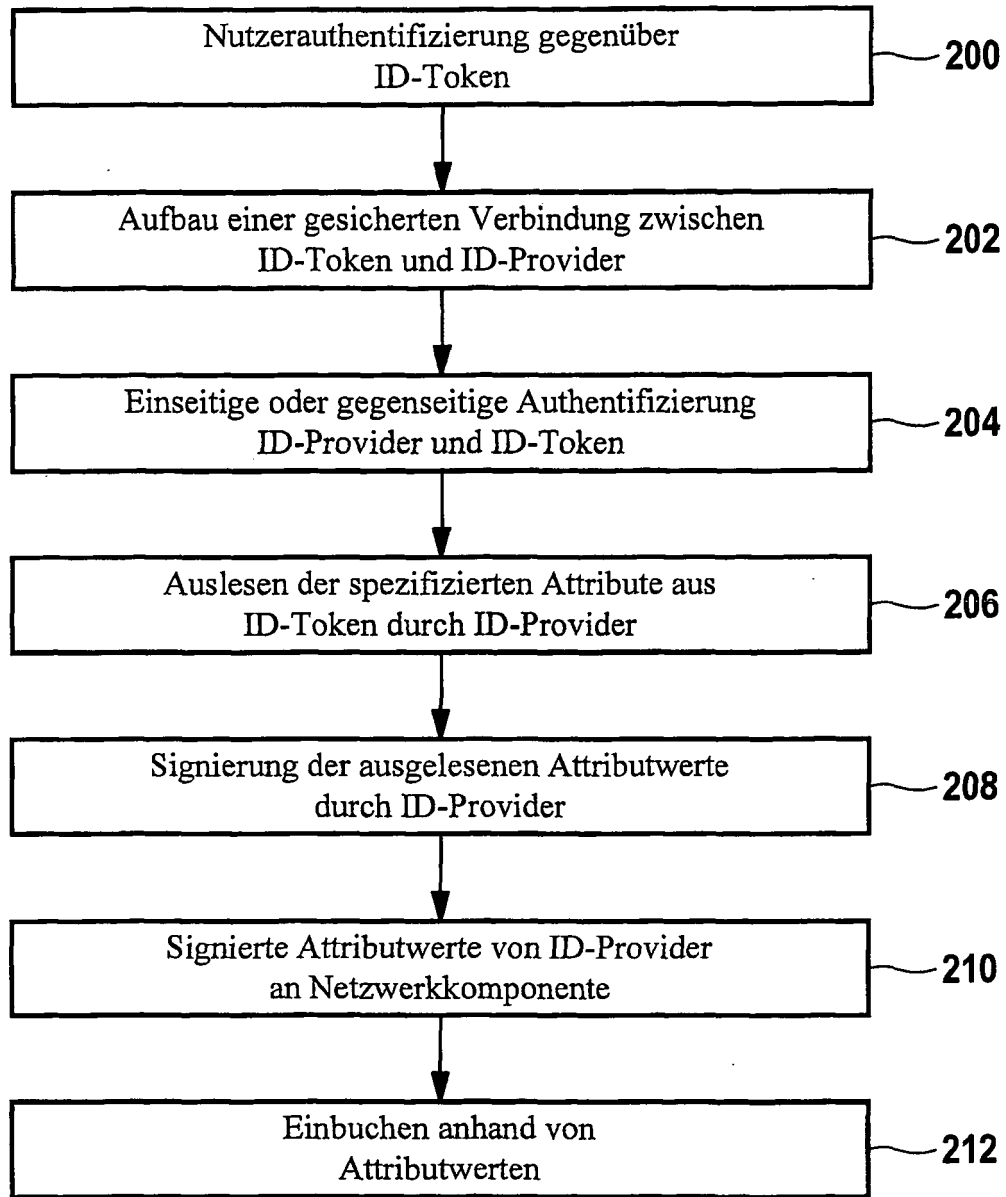 Nutzerauthentifizierung gegenüber
ID-Token
200
Aufbau einer gesicherten Verbindung zwischen
ID-Token und ID-Provider
202
Einseitige oder gegenseitige Authentifizierung
ID-Provider und ID-Token
204
Auslesen der spezifizierten Attribute aus
ID-Token durch ID-Provider
206
Signierung der ausgelesenen Attributwerte
durch ID-Provider
208
Signierte Attributwerte von ID-Provider
an Netzwerkkomponente
210
Einbuchen anhand von
Attributwerten
212